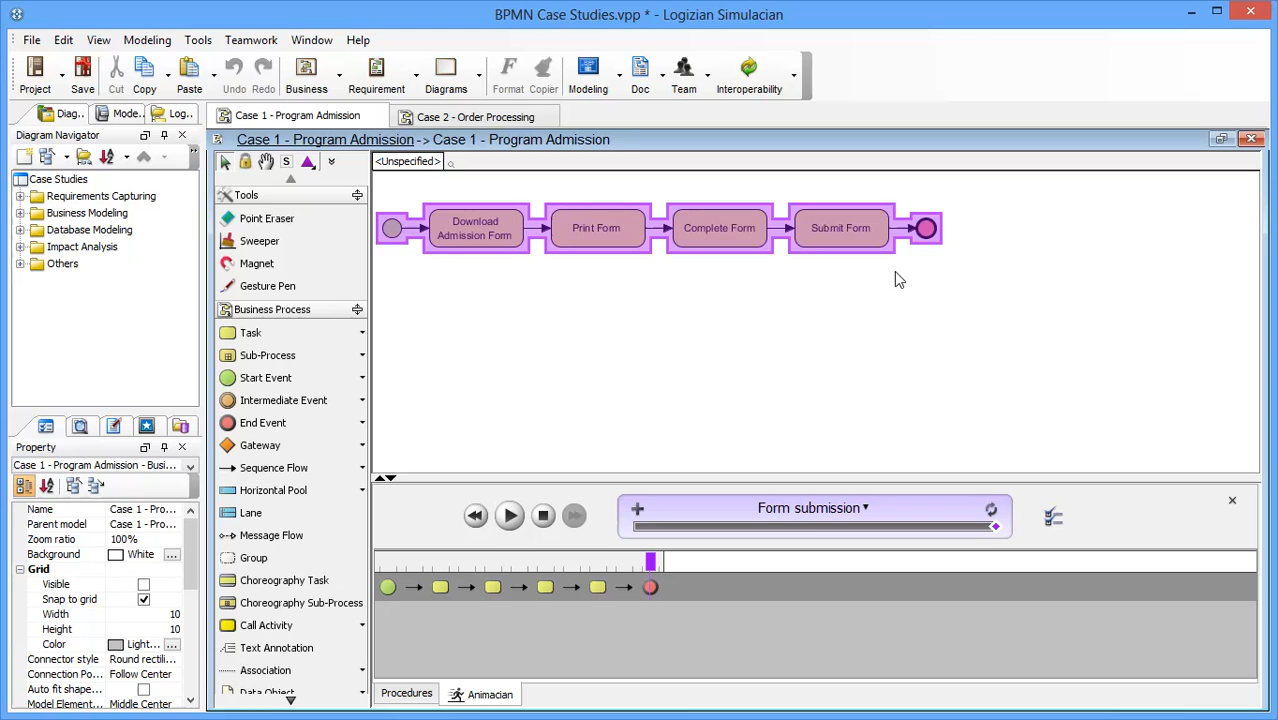 BPMN Case Studies.vpp * - Logizian Simulacian
File Edit View Modeling Tools Teamwork Window Help
Project Save Cut Copy Paste Undo Redo Business Requirement Diagrams Format Copier Modeling Doc Team Interoperability
Diag.. Mode.. Log..
Case 1 - Program Admission Case 2 - Order Processing
Diagram Navigator
Case 1 - Program Admission -> Case 1 - Program Admission
Case Studies
Requirements Capturing
Business Modeling
Database Modeling
Impact Analysis
Others
Property
Case 1 - Program Admission - Busi...
Name Case 1 - Pro...
Parent model Case 1 - Pro...
Zoom ratio 100%
Background White ...
Grid
Visible
Snap to grid
Width 10
Height 10
Color Light... ...
Connector style Round rectili...
Connection Po... Follow Center
Auto fit shape...
Model Element... Middle Center
S
Tools
Point Eraser
Sweeper
Magnet
Gesture Pen
Business Process
Task
Sub-Process
Start Event
Intermediate Event
End Event
Gateway
Sequence Flow
Horizontal Pool
Lane
Message Flow
Group
Choreography Task
Choreography Sub-Process
Call Activity
Text Annotation
Association
Data Object
<Unspecified>
Download
Admission Form
Print Form
Complete Form
Submit Form
Form submission
Procedures Animacian